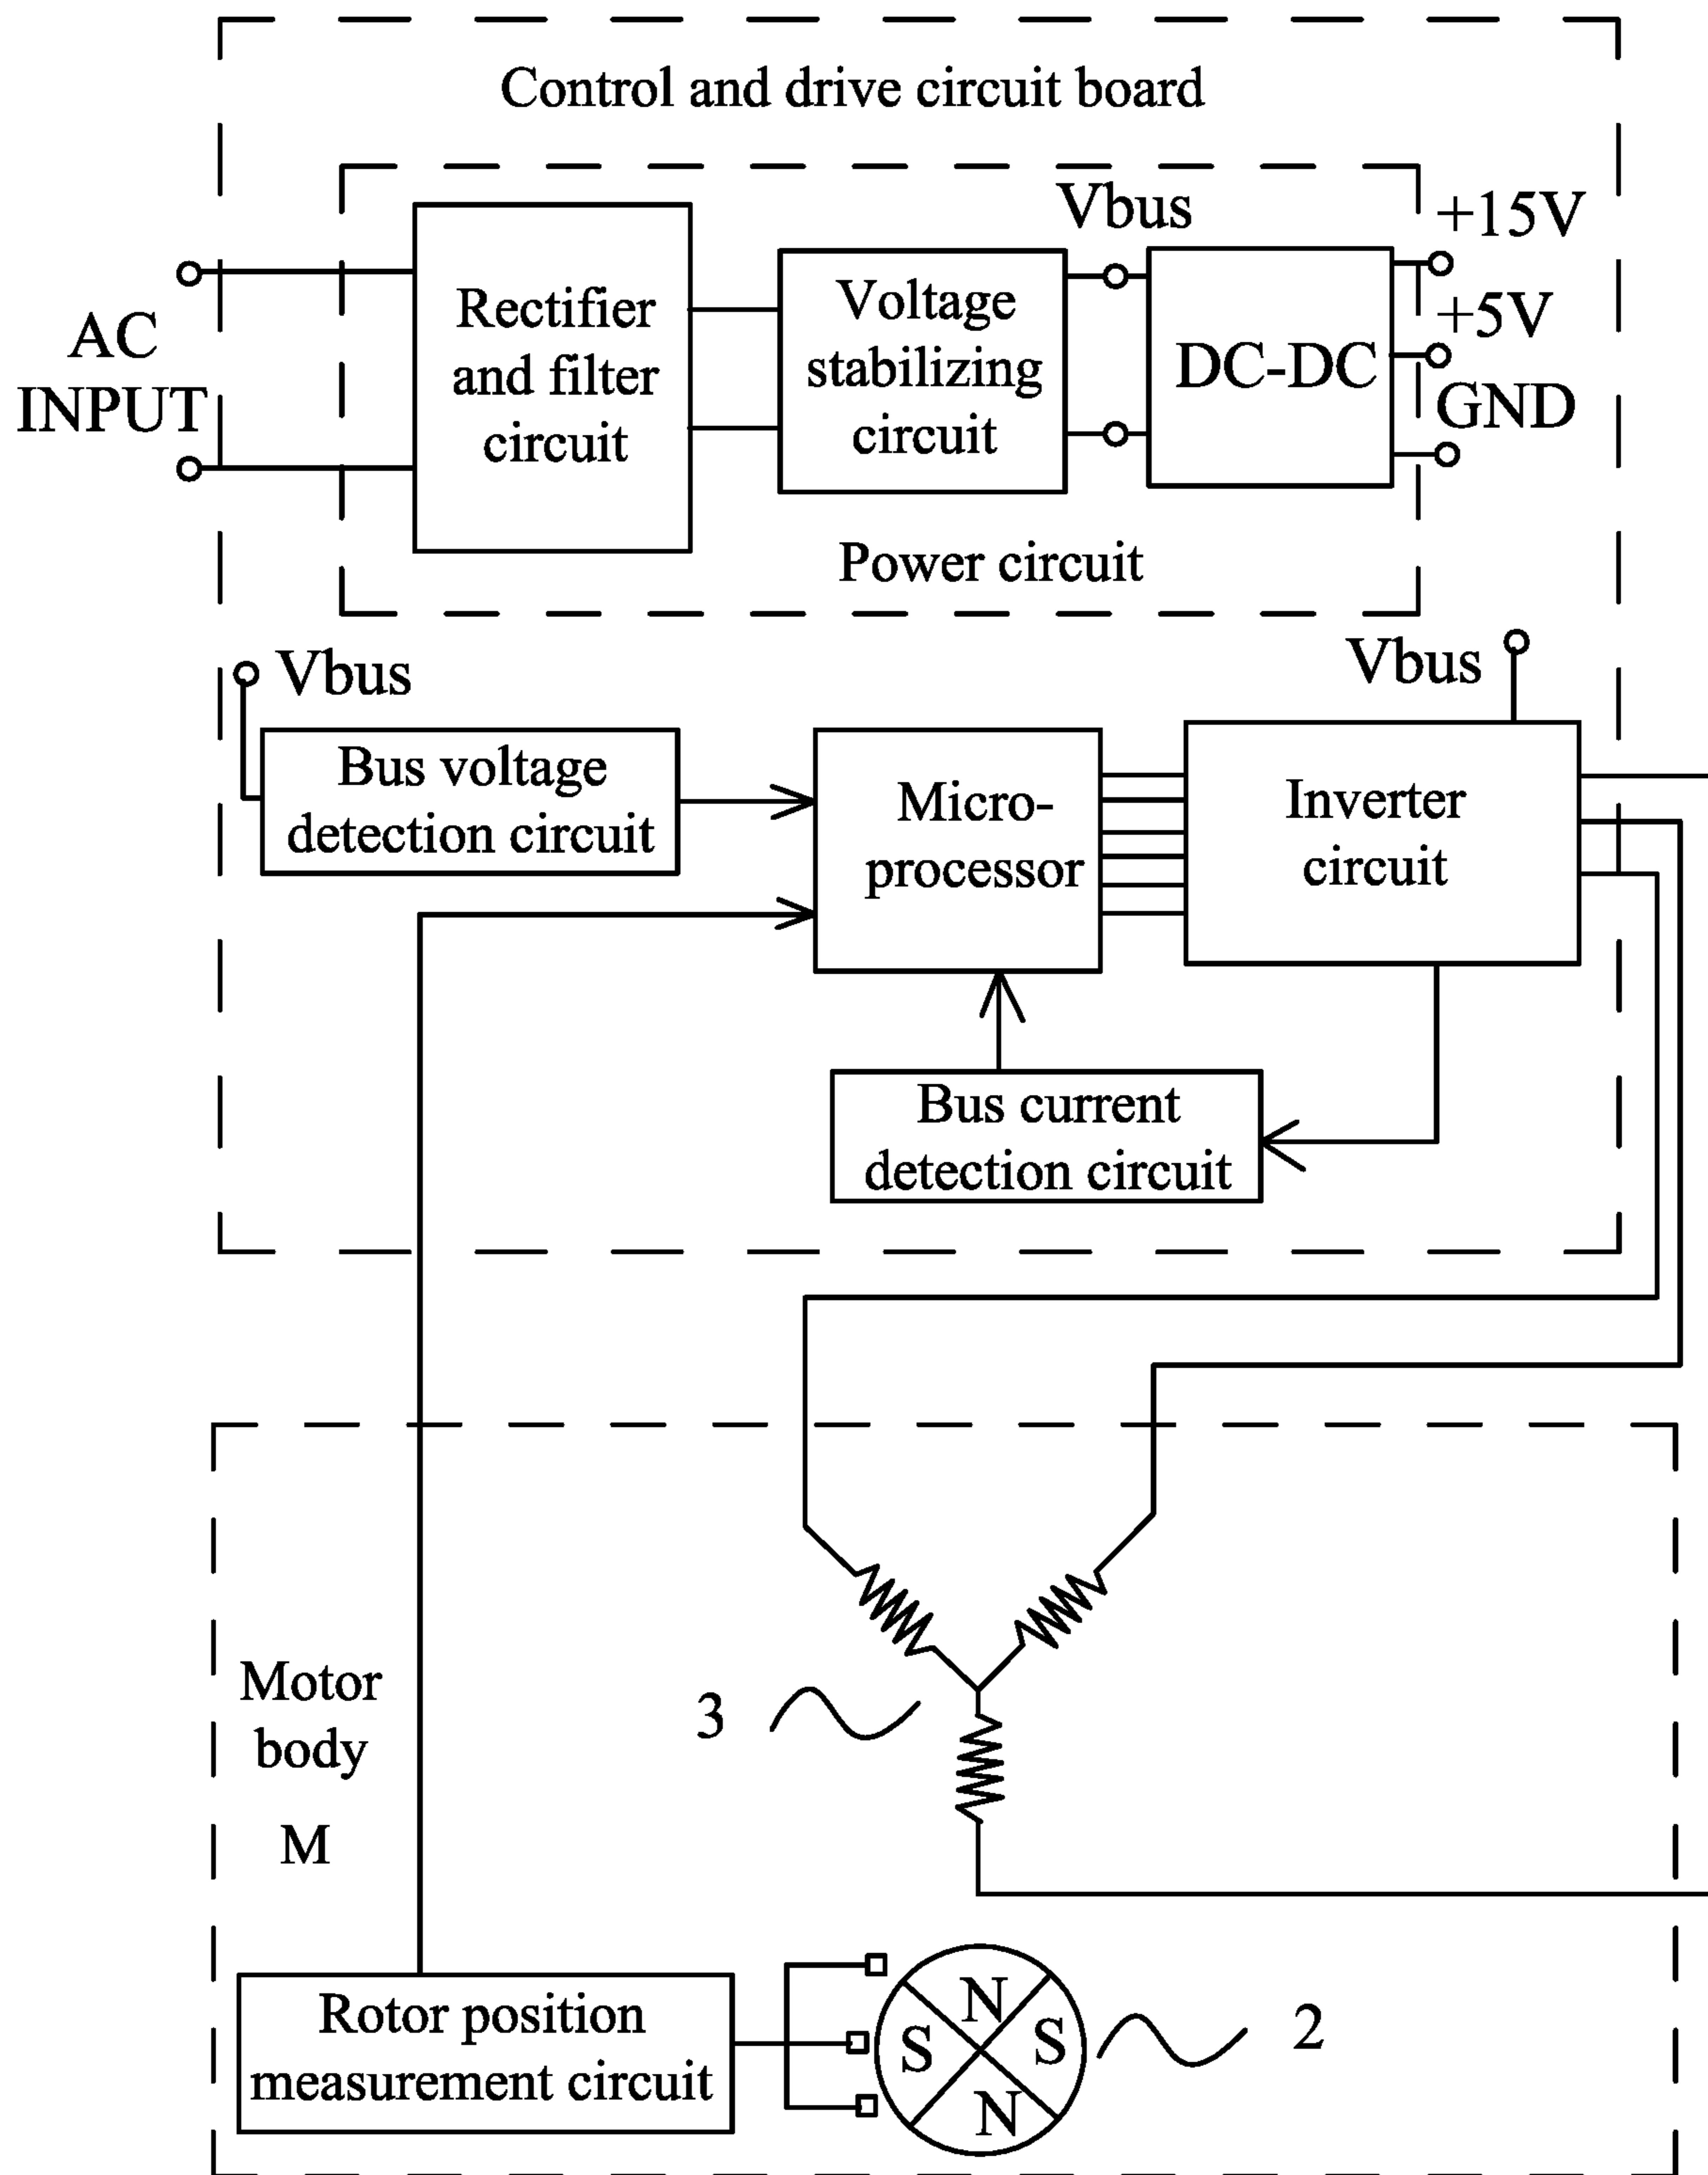 Control and drive circuit board
Vbus
+15V
+5V
GND
AC
INPUT
Rectifier
and filter
circuit
Voltage
stabilizing
circuit
DC-DC
Power circuit
Vbus
Vbus
Bus voltage
detection circuit
Micro-
processor
Inverter
circuit
Bus current
detection circuit
Motor
body
M
3
Rotor position
measurement circuit
N
S
S
N
2